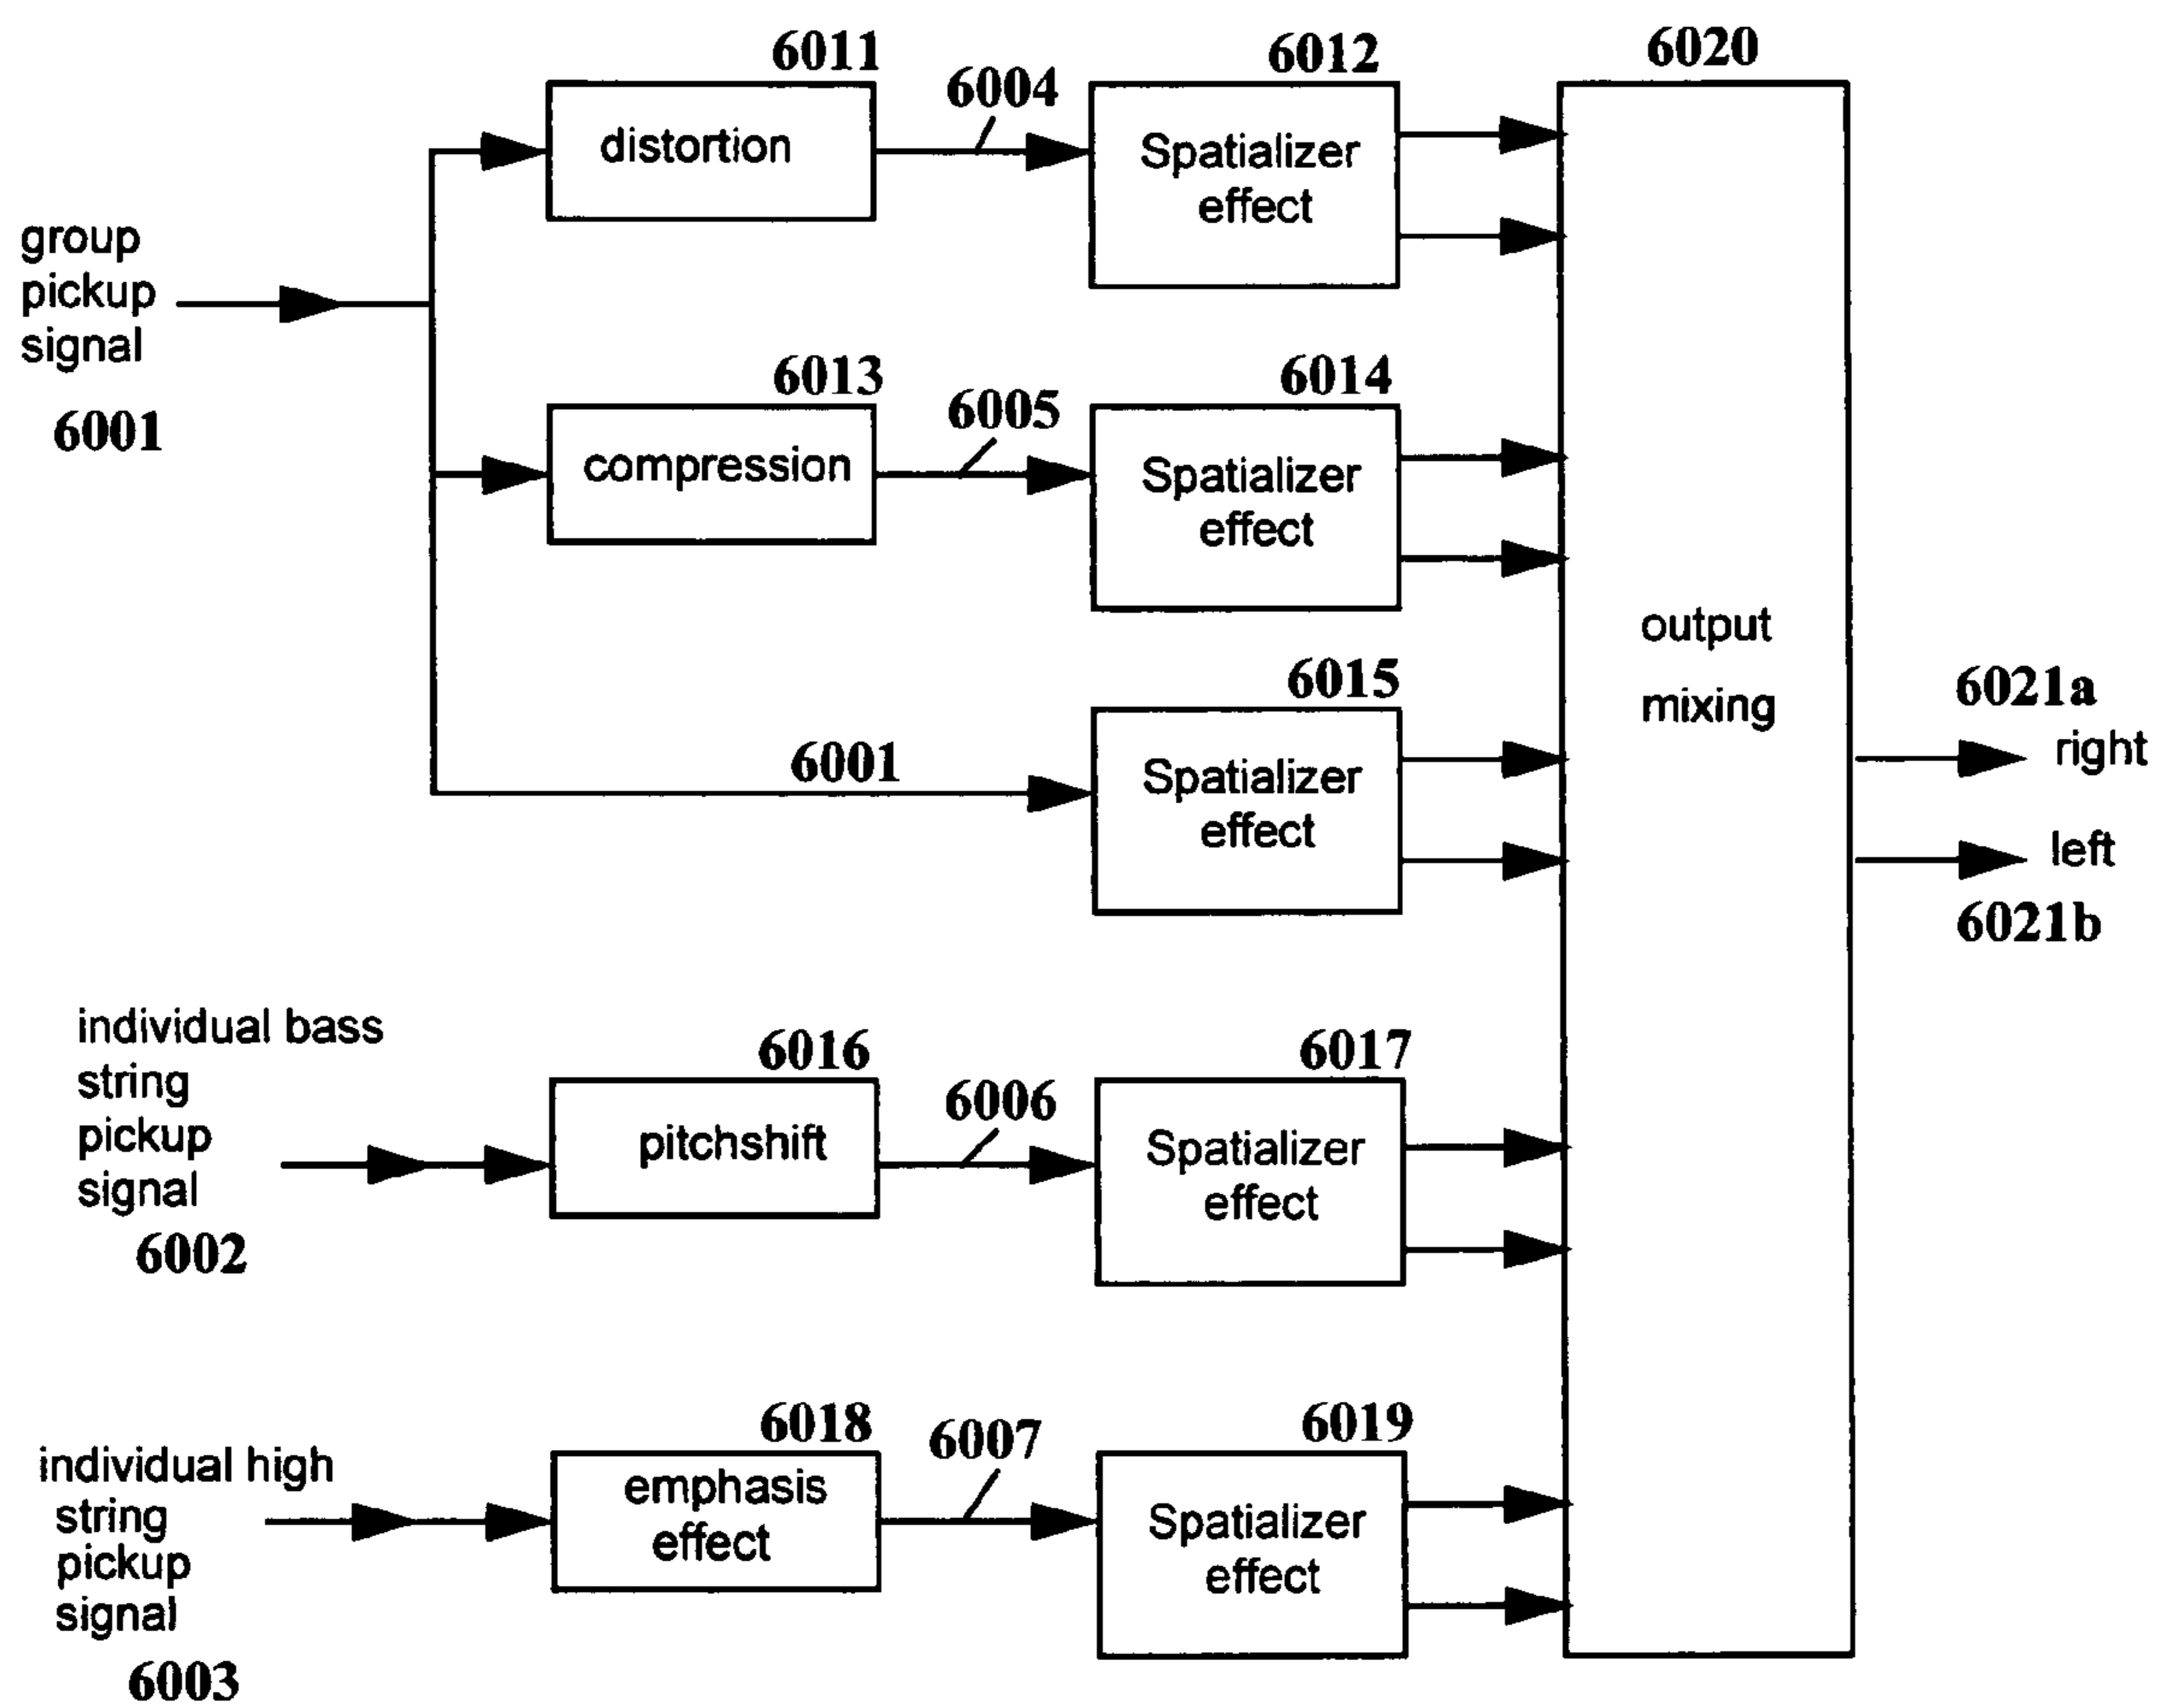 6011
6004
6012
6020
distortion
Spatializer
effect
group
pickup
signal
6001
6013
6005
6014
compression
Spatializer
effect
output
mixing
6015
6001
Spatializer
effect
6021a
right
left
6021b
individual bass
string
pickup
signal
6002
6016
6006
6017
pitchshift
Spatializer
effect
individual high
string
pickup
signal
6003
6018
6007
6019
emphasis
effect
Spatializer
effect